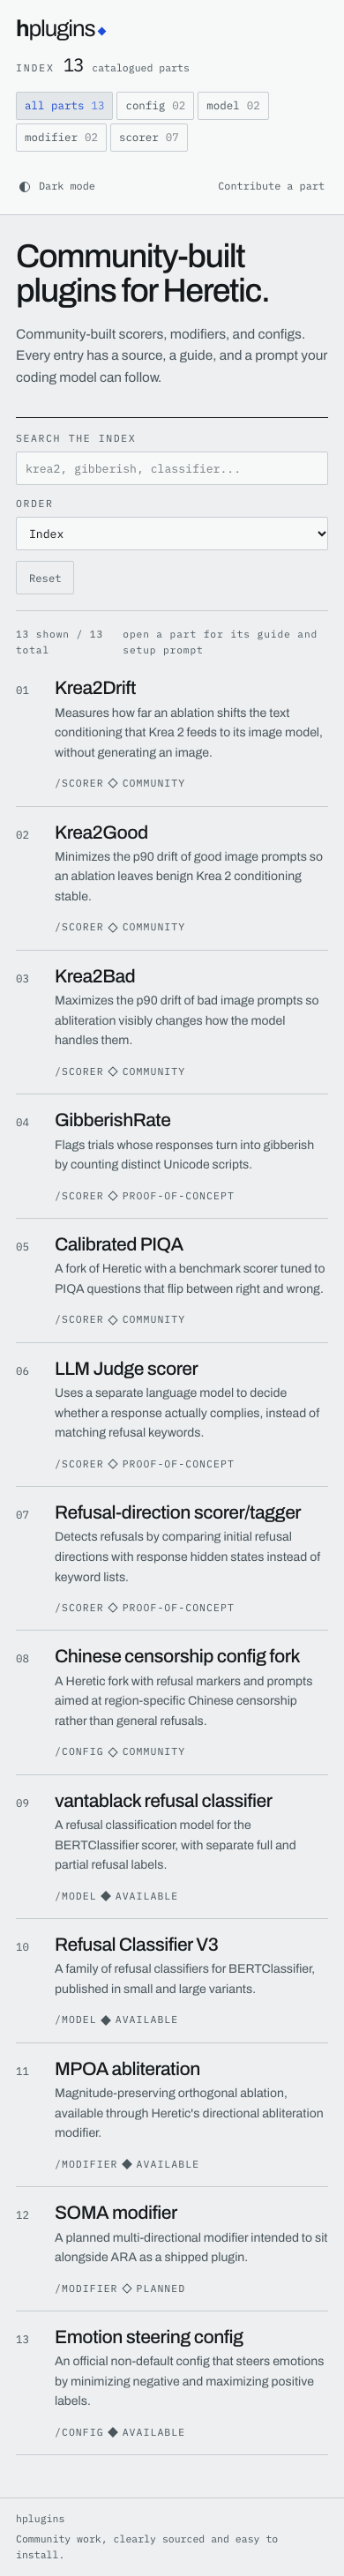 hplugins
INDEX 13 catalogued parts
all parts 13 config 02 model 02
modifier 02 scorer 07
Dark mode Contribute a part
Community-built
plugins for Heretic.
Community-built scorers, modifiers, and configs.
Every entry has a source, a guide, and a prompt your
coding model can follow.
SEARCH THE INDEX
krea2, gibberish, classifier...
ORDER
Index
Reset
13 shown / 13
total
open a part for its guide and
setup prompt
01 Krea2Drift
Measures how far an ablation shifts the text
conditioning that Krea 2 feeds to its image model,
without generating an image.
/SCORER ◇ COMMUNITY
02 Krea2Good
Minimizes the p90 drift of good image prompts so
an ablation leaves benign Krea 2 conditioning
stable.
/SCORER ◇ COMMUNITY
03 Krea2Bad
Maximizes the p90 drift of bad image prompts so
abliteration visibly changes how the model
handles them.
/SCORER ◇ COMMUNITY
04 GibberishRate
Flags trials whose responses turn into gibberish
by counting distinct Unicode scripts.
/SCORER ◇ PROOF-OF-CONCEPT
05 Calibrated PIQA
A fork of Heretic with a benchmark scorer tuned to
PIQA questions that flip between right and wrong.
/SCORER ◇ COMMUNITY
06 LLM Judge scorer
Uses a separate language model to decide
whether a response actually complies, instead of
matching refusal keywords.
/SCORER ◇ PROOF-OF-CONCEPT
07 Refusal-direction scorer/tagger
Detects refusals by comparing initial refusal
directions with response hidden states instead of
keyword lists.
/SCORER ◇ PROOF-OF-CONCEPT
08 Chinese censorship config fork
A Heretic fork with refusal markers and prompts
aimed at region-specific Chinese censorship
rather than general refusals.
/CONFIG ◇ COMMUNITY
09 vantablack refusal classifier
A refusal classification model for the
BERTClassifier scorer, with separate full and
partial refusal labels.
/MODEL ◆ AVAILABLE
10 Refusal Classifier V3
A family of refusal classifiers for BERTClassifier,
published in small and large variants.
/MODEL ◆ AVAILABLE
11 MPOA abliteration
Magnitude-preserving orthogonal ablation,
available through Heretic's directional abliteration
modifier.
/MODIFIER ◆ AVAILABLE
12 SOMA modifier
A planned multi-directional modifier intended to sit
alongside ARA as a shipped plugin.
/MODIFIER ◇ PLANNED
13 Emotion steering config
An official non-default config that steers emotions
by minimizing negative and maximizing positive
labels.
/CONFIG ◆ AVAILABLE
hplugins
Community work, clearly sourced and easy to
install.